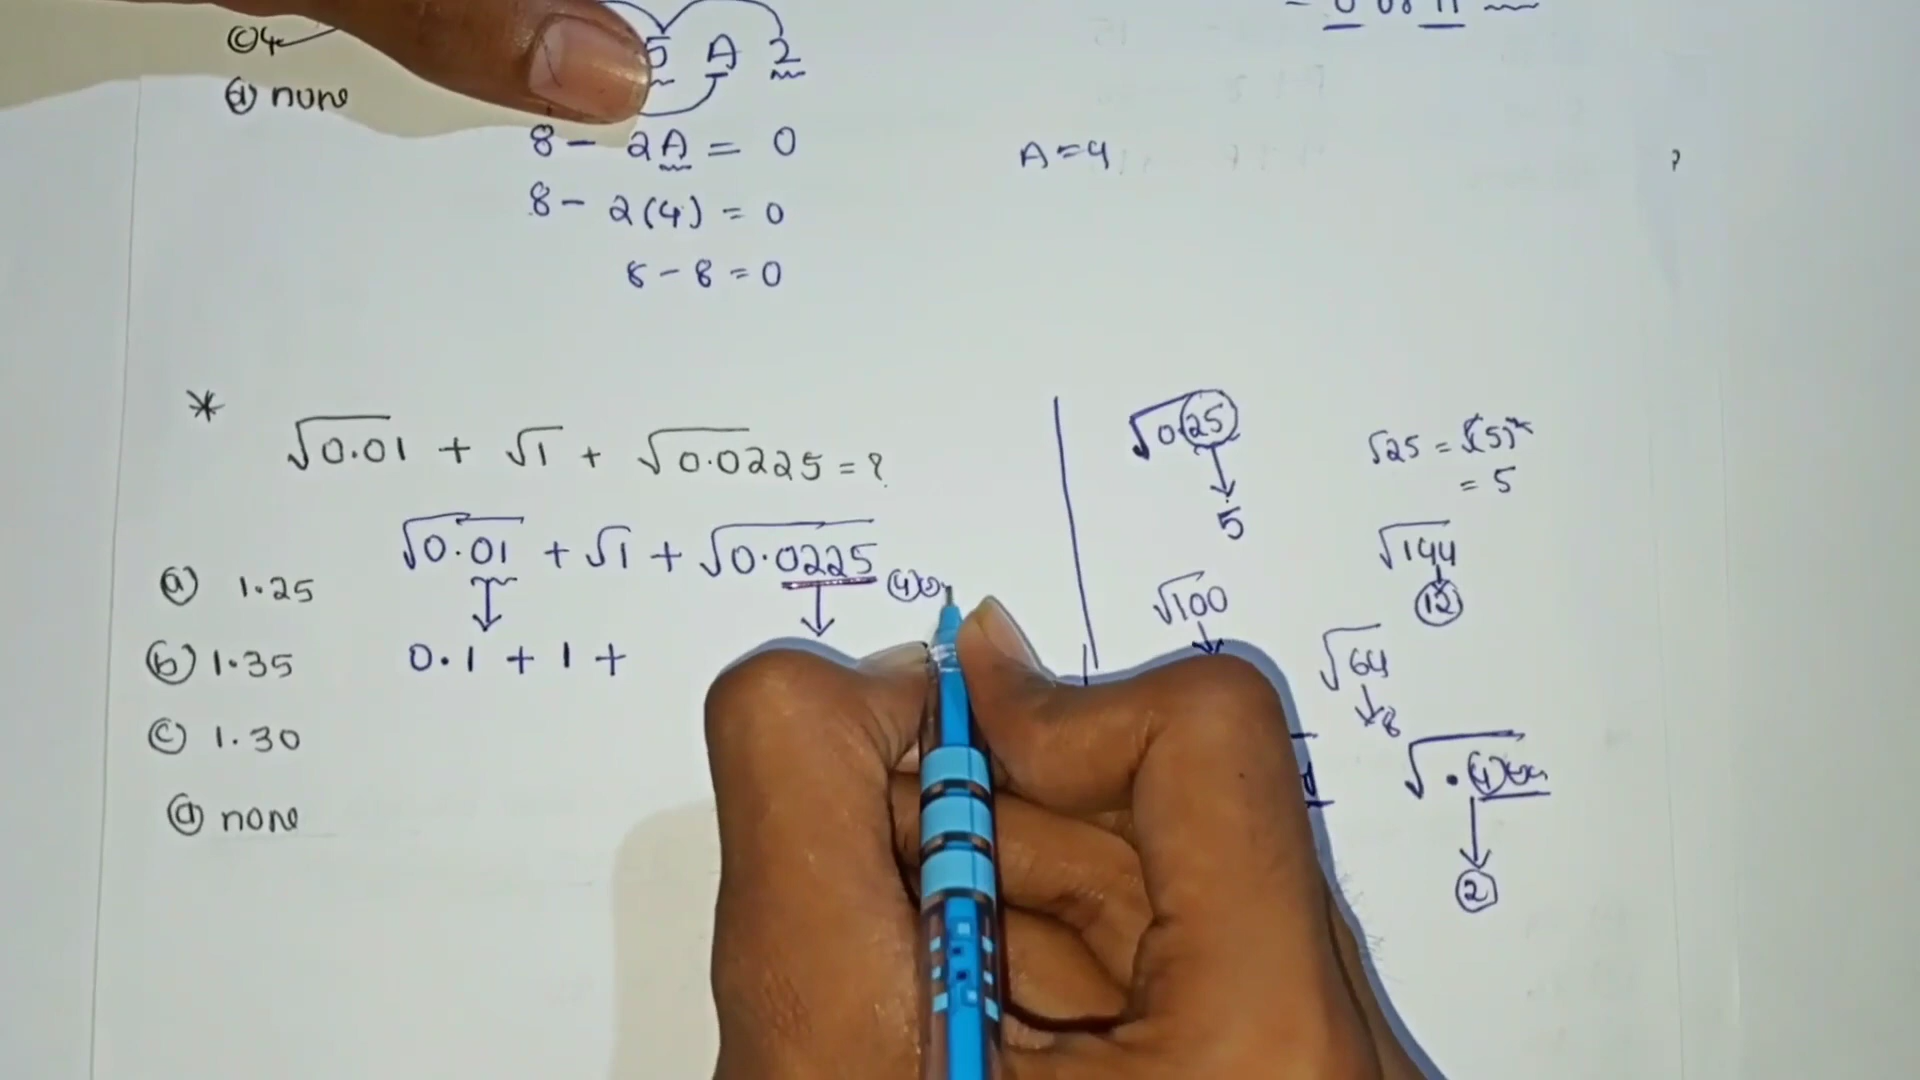 ©4
ⓓ none
5 A 2
8 - 2A = 0
8 - 2(4) = 0
8 - 8 = 0
A = 4
*
√0.01 + √1 + √0.0225 = ?
√0.01 + √1 + √0.0225
ⓐ 1.25
ⓑ 1.35
0.1 + 1 +
ⓒ 1.30
ⓓ none
√0.25
5
√25 = √(5)²
= 5
√144
12
√100
√64
8
2